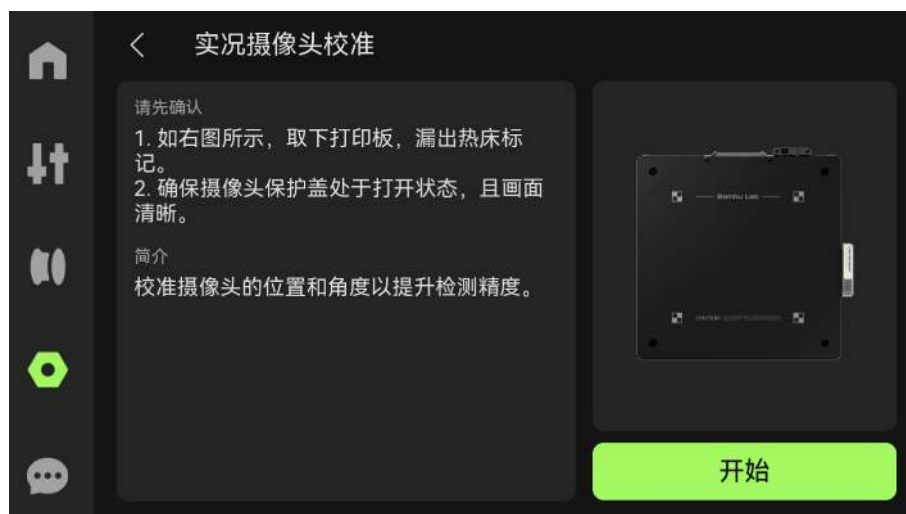 实况摄像头校准
请先确认
1. 如右图所示，取下打印板，漏出热床标
记。
2. 确保摄像头保护盖处于打开状态，且画面
清晰。
简介
校准摄像头的位置和角度以提升检测精度。
Bambu Lab
开始